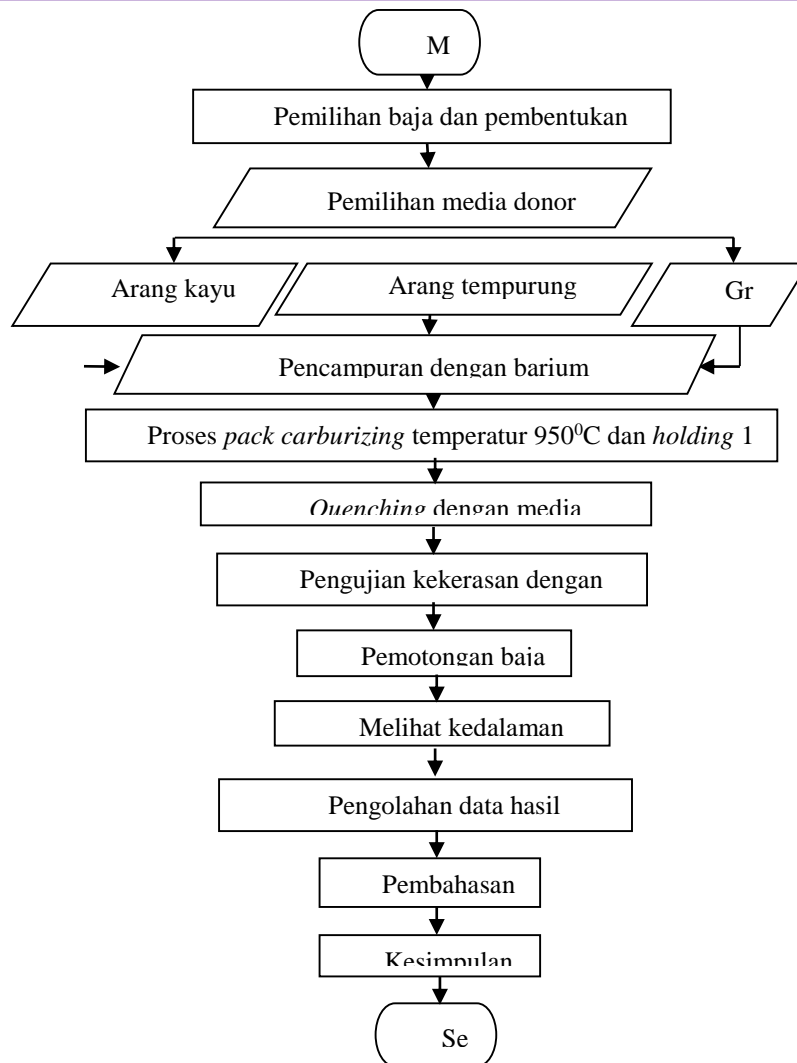 M
Pemilihan baja dan pembentukan
Pemilihan media donor
Arang kayu
Arang tempurung
Gr
Pencampuran dengan barium
Proses pack carburizing temperatur 950⁰C dan holding 1
Quenching dengan media
Pengujian kekerasan dengan
Pemotongan baja
Melihat kedalaman
Pengolahan data hasil
Pembahasan
Kesimpulan
Se